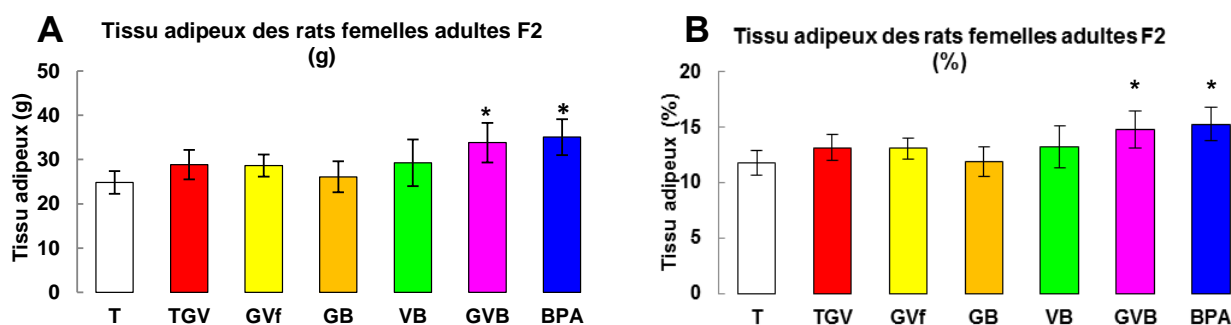 A
Tissu adipeux des rats femelles adultes F2
(g)
Tissu adipeux (g)
50
40
30
20
10
0
*
*
T TGV GVf GB VB GVB BPA
B
Tissu adipeux des rats femelles adultes F2
(%)
Tissu adipeux (%)
20
15
10
5
0
*
*
T TGV GVf GB VB GVB BPA